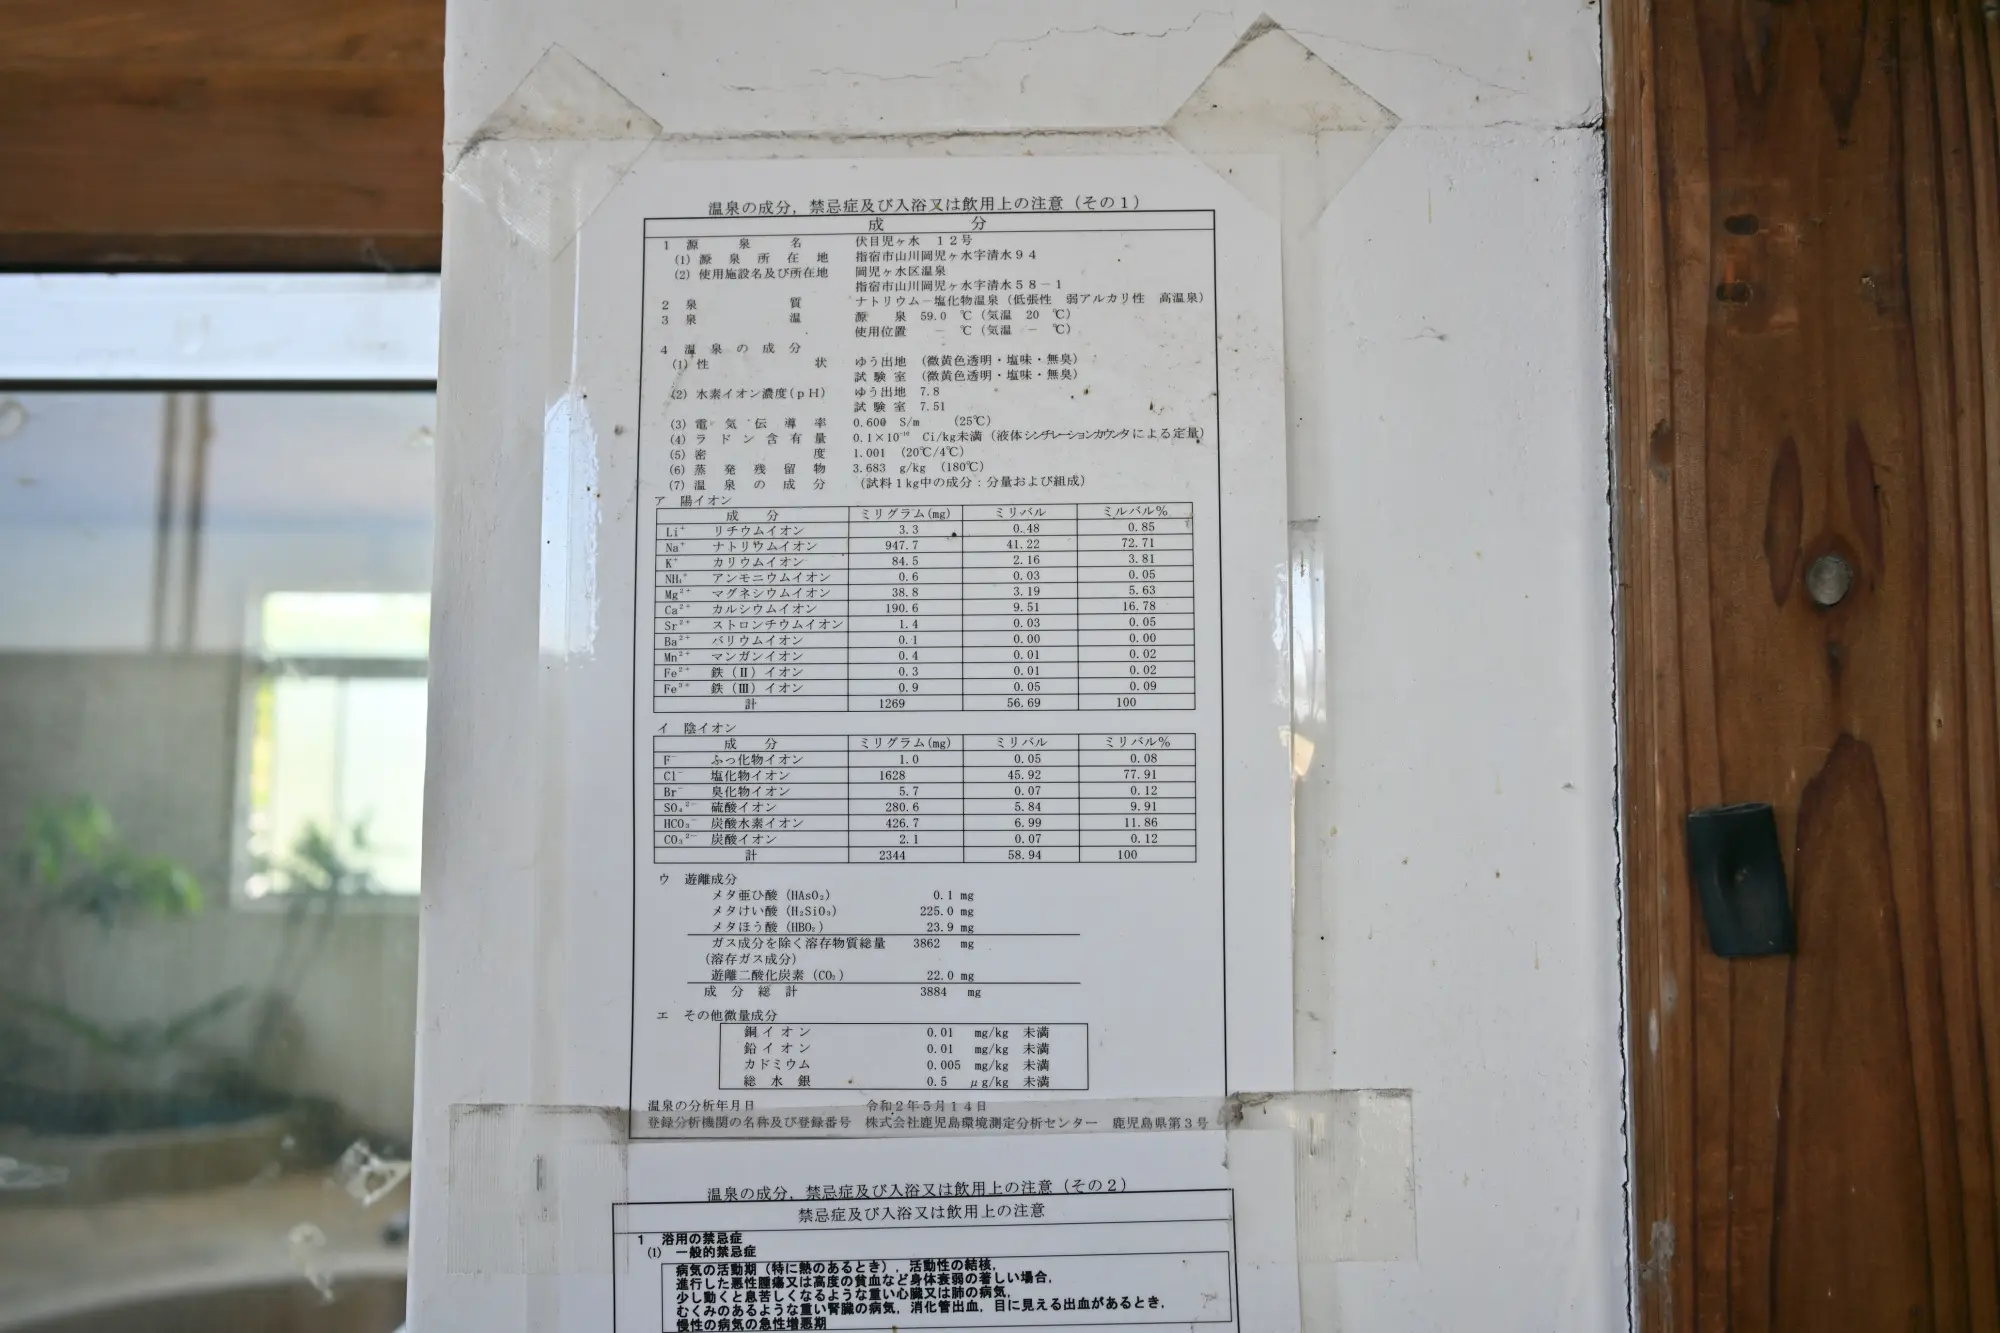 温泉の成分，禁忌症及び入浴又は飲用上の注意（その１）
成　分
1 源泉名 伏目児ヶ水 １２号
(1) 源泉所在地 指宿市山川岡児ヶ水字清水９４
(2) 使用施設名及び所在地 岡児ヶ水区温泉
指宿市山川岡児ヶ水字清水５８－１
2 泉質 ナトリウム－塩化物温泉（低張性 弱アルカリ性 高温泉）
3 泉温 源泉 59.0 ℃（気温 20 ℃）
使用位置 － ℃（気温 － ℃）
4 温泉の成分
(1) 性状 ゆう出地 （微黄色透明・塩味・無臭）
試験室 （微黄色透明・塩味・無臭）
(2) 水素イオン濃度(pH) ゆう出地 7.8
試験室 7.51
(3) 電気伝導率 0.600 S/m (25℃)
(4) ラドン含有量 0.1×10⁻¹⁰ Ci/kg未満（液体シンチレーションカウンタによる定量）
(5) 密度 1.001 (20℃/4℃)
(6) 蒸発残留物 3.683 g/kg (180℃)
(7) 温泉の成分 （試料１kg中の成分：分量および組成）
ア 陽イオン
成分 ミリグラム(mg) ミリバル ミルバル%
Li⁺ リチウムイオン 3.3 0.48 0.85
Na⁺ ナトリウムイオン 947.7 41.22 72.71
K⁺ カリウムイオン 84.5 2.16 3.81
NH₄⁺ アンモニウムイオン 0.6 0.03 0.05
Mg²⁺ マグネシウムイオン 38.8 3.19 5.63
Ca²⁺ カルシウムイオン 190.6 9.51 16.78
Sr²⁺ ストロンチウムイオン 1.4 0.03 0.05
Ba²⁺ バリウムイオン 0.1 0.00 0.00
Mn²⁺ マンガンイオン 0.4 0.01 0.02
Fe²⁺ 鉄（Ⅱ）イオン 0.3 0.01 0.02
Fe³⁺ 鉄（Ⅲ）イオン 0.9 0.05 0.09
計 1269 56.69 100
イ 陰イオン
成分 ミリグラム(mg) ミリバル ミリバル%
F⁻ ふっ化物イオン 1.0 0.05 0.08
Cl⁻ 塩化物イオン 1628 45.92 77.91
Br⁻ 臭化物イオン 5.7 0.07 0.12
SO₄²⁻ 硫酸イオン 280.6 5.84 9.91
HCO₃⁻ 炭酸水素イオン 426.7 6.99 11.86
CO₃²⁻ 炭酸イオン 2.1 0.07 0.12
計 2344 58.94 100
ウ 遊離成分
メタ亜ひ酸（HAsO₂） 0.1 mg
メタけい酸（H₂SiO₃） 225.0 mg
メタほう酸（HBO₂） 23.9 mg
ガス成分を除く溶存物質総量 3862 mg
（溶存ガス成分）
遊離二酸化炭素（CO₂） 22.0 mg
成分総計 3884 mg
エ その他微量成分
銅イオン 0.01 mg/kg 未満
鉛イオン 0.01 mg/kg 未満
カドミウム 0.005 mg/kg 未満
総水銀 0.5 μg/kg 未満
温泉の分析年月日 令和２年５月１４日
登録分析機関の名称及び登録番号 株式会社鹿児島環境測定分析センター 鹿児島県第３号
温泉の成分，禁忌症及び入浴又は飲用上の注意（その２）
禁忌症及び入浴又は飲用上の注意
1 浴用の禁忌症
(1) 一般的禁忌症
病気の活動期（特に熱のあるとき），活動性の結核，
進行した悪性腫瘍又は高度の貧血など身体衰弱の著しい場合，
少し動くと息苦しくなるような重い心臓又は肺の病気，
むくみのあるような重い腎臓の病気，消化管出血，目に見える出血があるとき，
慢性の病気の急性増悪期